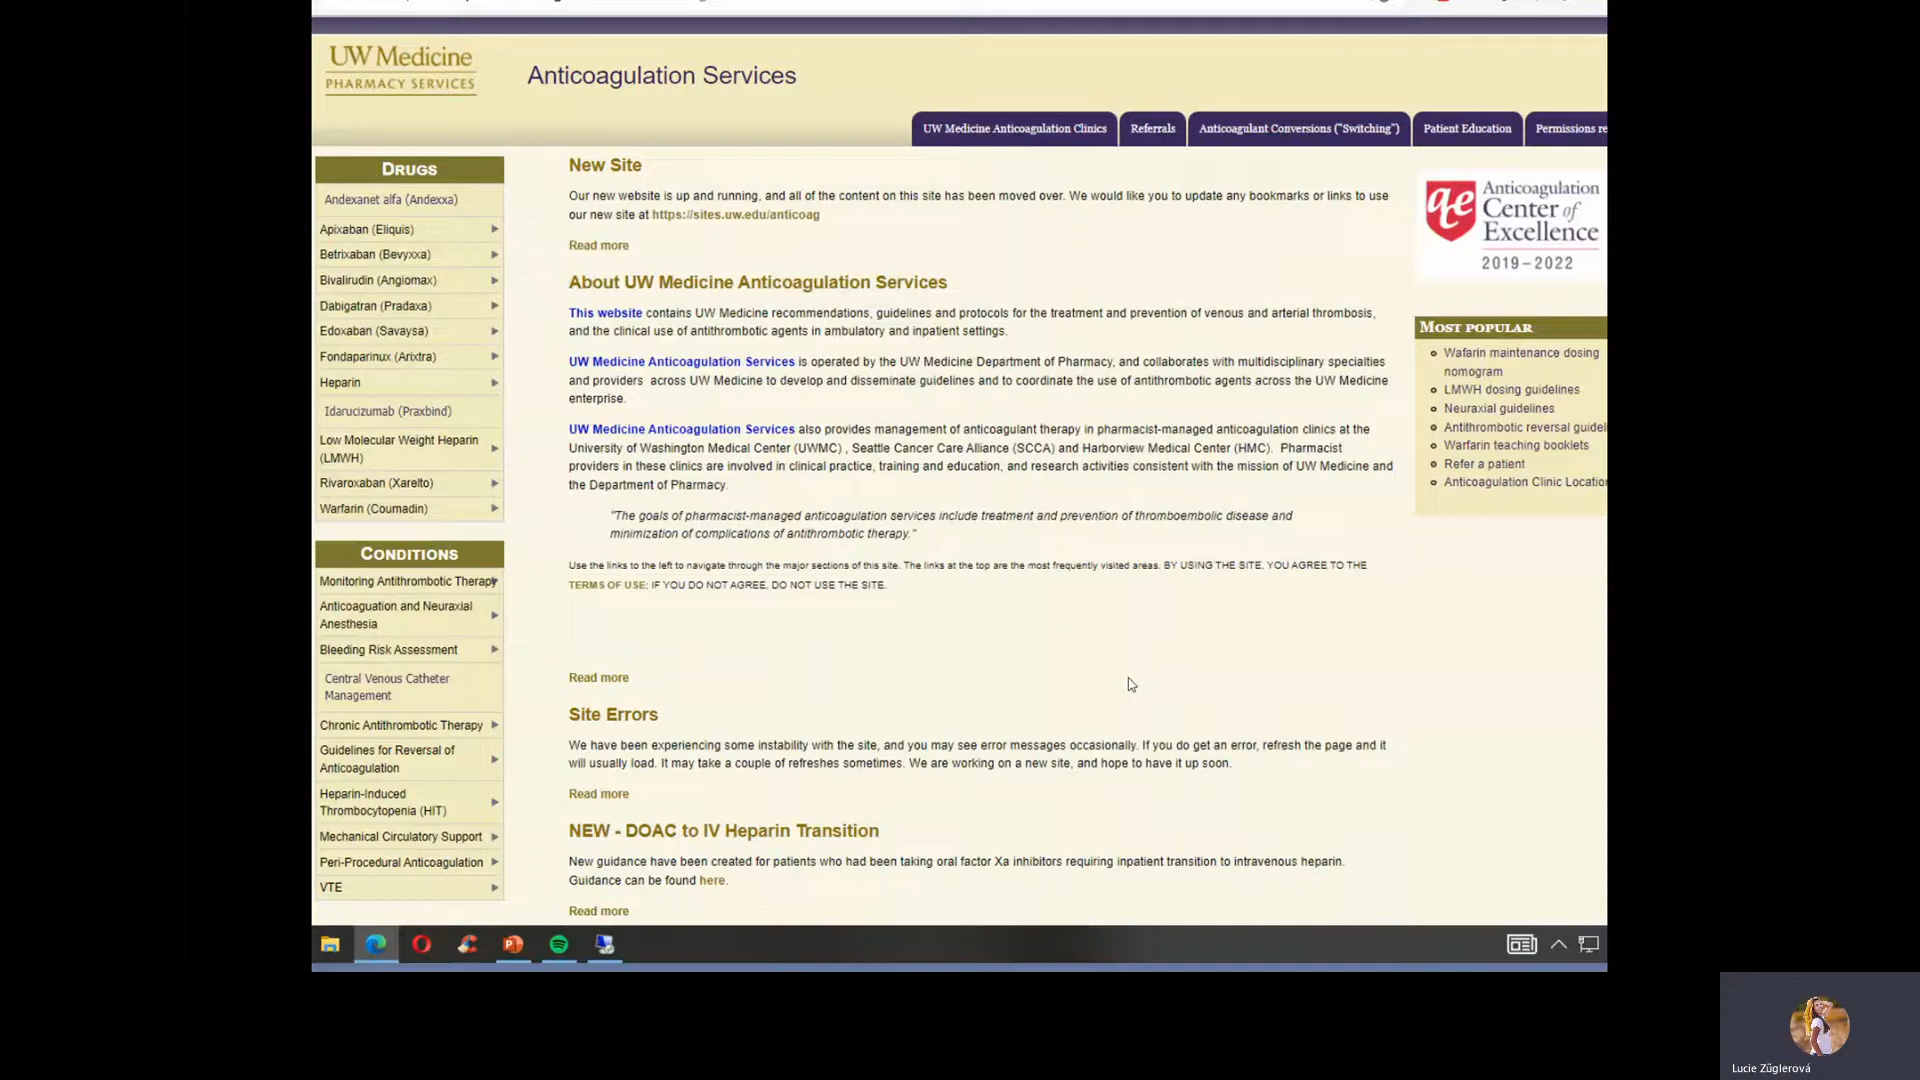 UW Medicine
PHARMACY SERVICES
Anticoagulation Services
UW Medicine Anticoagulation Clinics
Referrals
Anticoagulant Conversions ("Switching")
Patient Education
Permissions re
DRUGS
Andexanet alfa (Andexxa)
Apixaban (Eliquis)
Betrixaban (Bevyxxa)
Bivalirudin (Angiomax)
Dabigatran (Pradaxa)
Edoxaban (Savaysa)
Fondaparinux (Arixtra)
Heparin
Idarucizumab (Praxbind)
Low Molecular Weight Heparin
(LMWH)
Rivaroxaban (Xarelto)
Warfarin (Coumadin)
CONDITIONS
Monitoring Antithrombotic Therapy
Anticoaguation and Neuraxial
Anesthesia
Bleeding Risk Assessment
Central Venous Catheter
Management
Chronic Antithrombotic Therapy
Guidelines for Reversal of
Anticoagulation
Heparin-Induced
Thrombocytopenia (HIT)
Mechanical Circulatory Support
Peri-Procedural Anticoagulation
VTE
New Site
Our new website is up and running, and all of the content on this site has been moved over. We would like you to update any bookmarks or links to use
our new site at https://sites.uw.edu/anticoag
Read more
About UW Medicine Anticoagulation Services
This website contains UW Medicine recommendations, guidelines and protocols for the treatment and prevention of venous and arterial thrombosis,
and the clinical use of antithrombotic agents in ambulatory and inpatient settings.
UW Medicine Anticoagulation Services is operated by the UW Medicine Department of Pharmacy, and collaborates with multidisciplinary specialties
and providers across UW Medicine to develop and disseminate guidelines and to coordinate the use of antithrombotic agents across the UW Medicine
enterprise.
UW Medicine Anticoagulation Services also provides management of anticoagulant therapy in pharmacist-managed anticoagulation clinics at the
University of Washington Medical Center (UWMC) , Seattle Cancer Care Alliance (SCCA) and Harborview Medical Center (HMC). Pharmacist
providers in these clinics are involved in clinical practice, training and education, and research activities consistent with the mission of UW Medicine and
the Department of Pharmacy.
"The goals of pharmacist-managed anticoagulation services include treatment and prevention of thromboembolic disease and
minimization of complications of antithrombotic therapy."
Use the links to the left to navigate through the major sections of this site. The links at the top are the most frequently visited areas. BY USING THE SITE, YOU AGREE TO THE
TERMS OF USE; IF YOU DO NOT AGREE, DO NOT USE THE SITE.
Read more
Site Errors
We have been experiencing some instability with the site, and you may see error messages occasionally. If you do get an error, refresh the page and it
will usually load. It may take a couple of refreshes sometimes. We are working on a new site, and hope to have it up soon.
Read more
NEW - DOAC to IV Heparin Transition
New guidance have been created for patients who had been taking oral factor Xa inhibitors requiring inpatient transition to intravenous heparin.
Guidance can be found here.
Read more
Anticoagulation
Center of
Excellence
2019-2022
MOST POPULAR
Wafarin maintenance dosing
nomogram
LMWH dosing guidelines
Neuraxial guidelines
Antithrombotic reversal guidel
Warfarin teaching booklets
Refer a patient
Anticoagulation Clinic Location
Lucie Züglerová